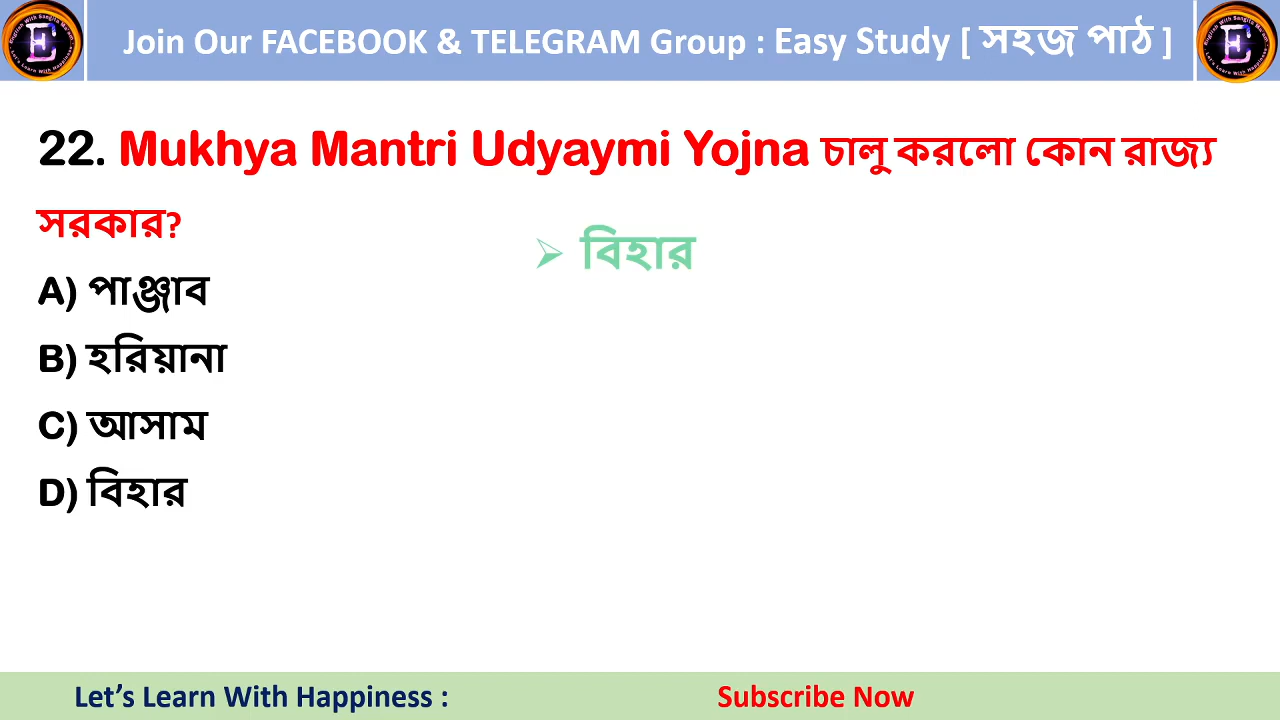 Join Our FACEBOOK & TELEGRAM Group : Easy Study [ সহজ পাঠ ]
22. Mukhya Mantri Udyaymi Yojna চালু করলো কোন রাজ্য
সরকার?
➢ বিহার
A) পাঞ্জাব
B) হরিয়ানা
C) আসাম
D) বিহার
Let's Learn With Happiness :
Subscribe Now